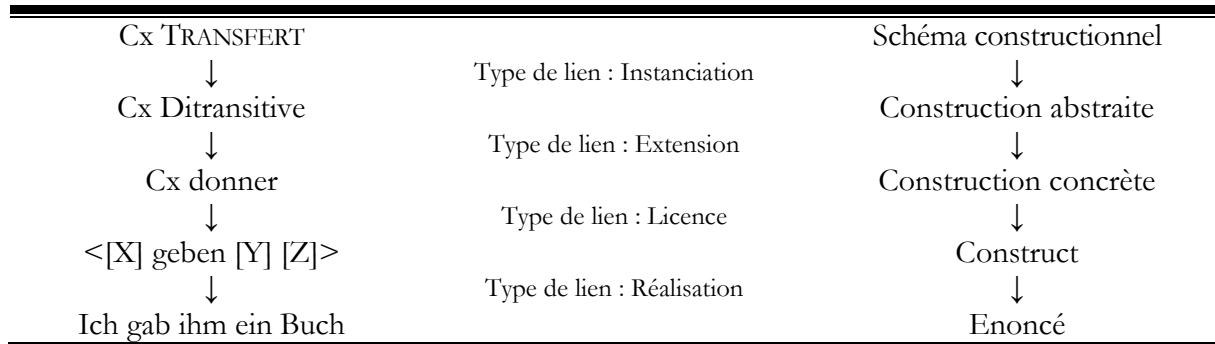 Cx TRANSFERT Schéma constructionnel
↓ Type de lien : Instanciation ↓
Cx Ditransitive Construction abstraite
↓ Type de lien : Extension ↓
Cx donner Construction concrète
↓ Type de lien : Licence ↓
<[X] geben [Y] [Z]> Construct
↓ Type de lien : Réalisation ↓
Ich gab ihm ein Buch Enoncé